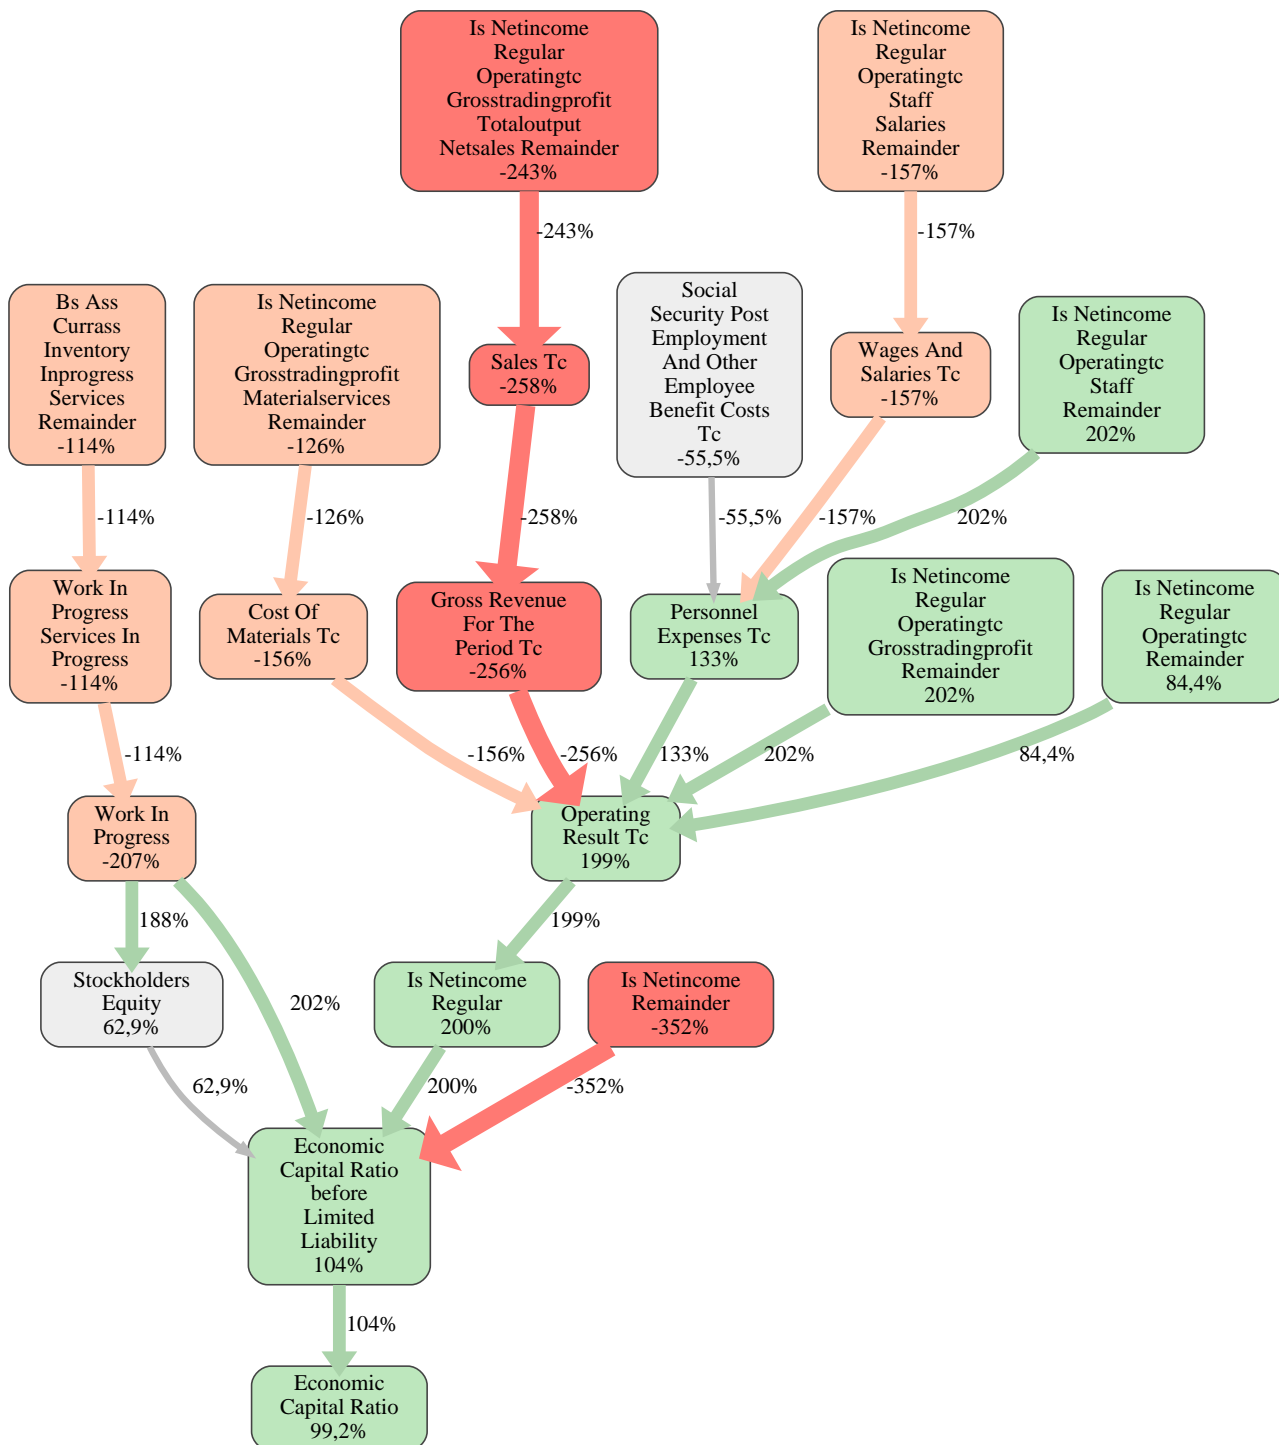 Is Netincome
Regular
Operatingtc
Grosstradingprofit
Totaloutput
Netsales Remainder
-243%
Is Netincome
Regular
Operatingtc
Staff
Salaries
Remainder
-157%
-243%
-157%
Bs Ass
Currass
Inventory
Inprogress
Services
Remainder
-114%
Is Netincome
Regular
Operatingtc
Grosstradingprofit
Materialservices
Remainder
-126%
Sales Tc
-258%
Social
Security Post
Employment
And Other
Employee
Benefit Costs
Tc
-55,5%
Wages And
Salaries Tc
-157%
Is Netincome
Regular
Operatingtc
Staff
Remainder
202%
-114%
-126%
-258%
-55,5%
-157%
202%
Work In
Progress
Services In
Progress
-114%
Cost Of
Materials Tc
-156%
Gross Revenue
For The
Period Tc
-256%
Personnel
Expenses Tc
133%
Is Netincome
Regular
Operatingtc
Grosstradingprofit
Remainder
202%
Is Netincome
Regular
Operatingtc
Remainder
84,4%
-114%
-156%
-256%
133%
202%
84,4%
Work In
Progress
-207%
Operating
Result Tc
199%
188%
202%
199%
Stockholders
Equity
62,9%
Is Netincome
Regular
200%
Is Netincome
Remainder
-352%
62,9%
200%
-352%
Economic
Capital Ratio
before
Limited
Liability
104%
104%
Economic
Capital Ratio
99,2%